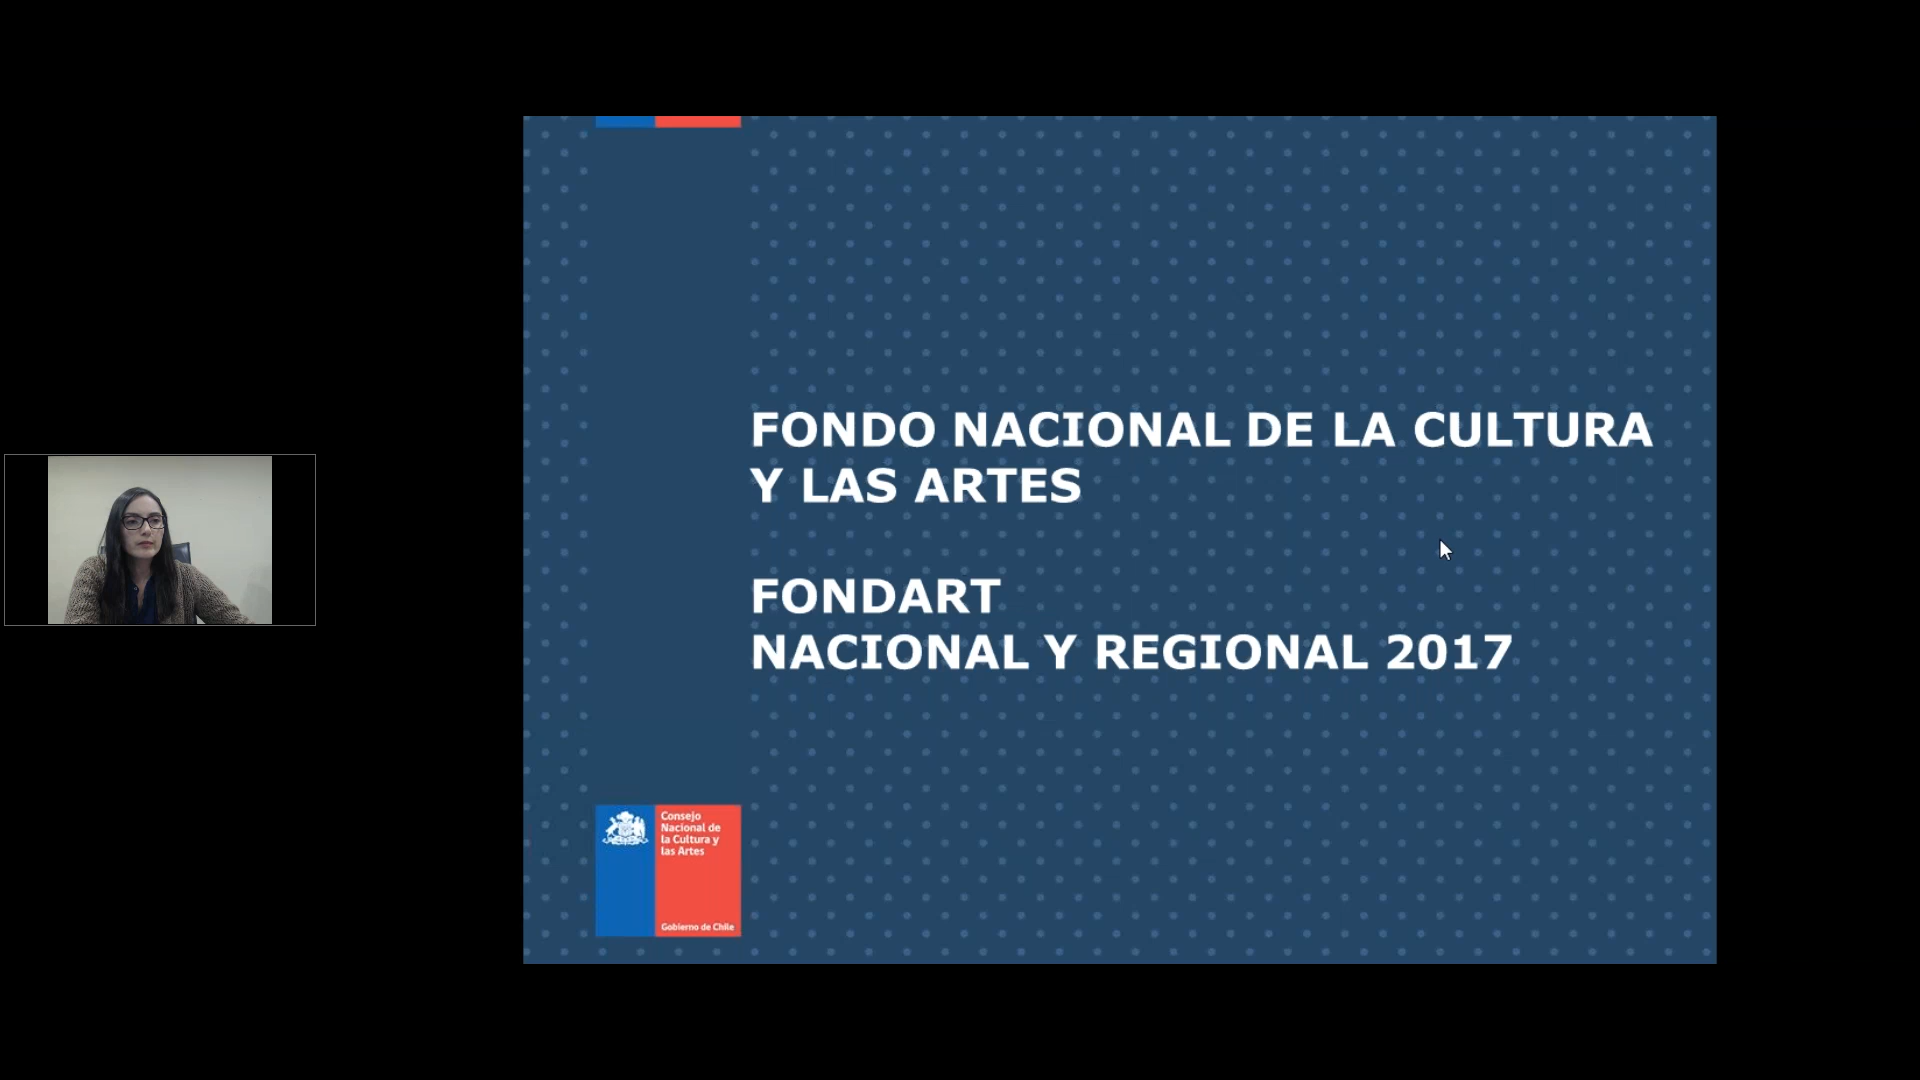 FONDO NACIONAL DE LA CULTURA
Y LAS ARTES
FONDART
NACIONAL Y REGIONAL 2017
Consejo
Nacional de
la Cultura y
las Artes
Gobierno de Chile